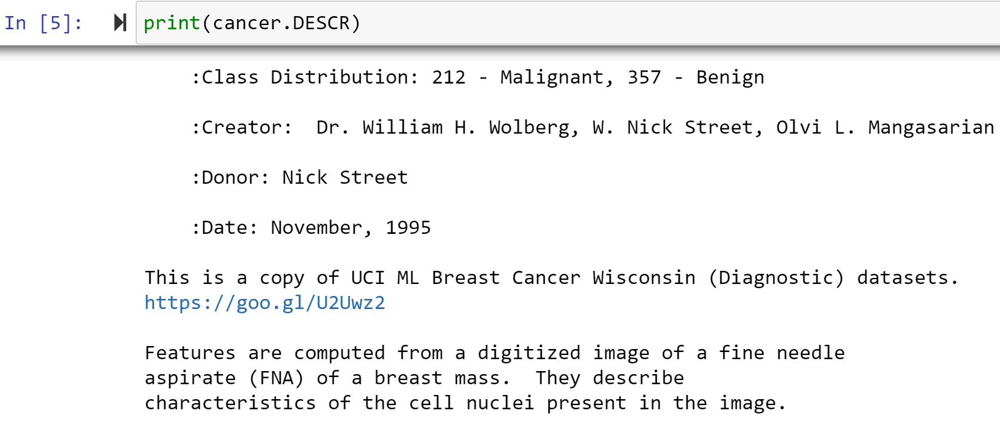 In [5]: print(cancer.DESCR)
:Class Distribution: 212 - Malignant, 357 - Benign
:Creator:  Dr. William H. Wolberg, W. Nick Street, Olvi L. Mangasarian
:Donor: Nick Street
:Date: November, 1995
This is a copy of UCI ML Breast Cancer Wisconsin (Diagnostic) datasets.
https://goo.gl/U2Uwz2
Features are computed from a digitized image of a fine needle
aspirate (FNA) of a breast mass.  They describe
characteristics of the cell nuclei present in the image.